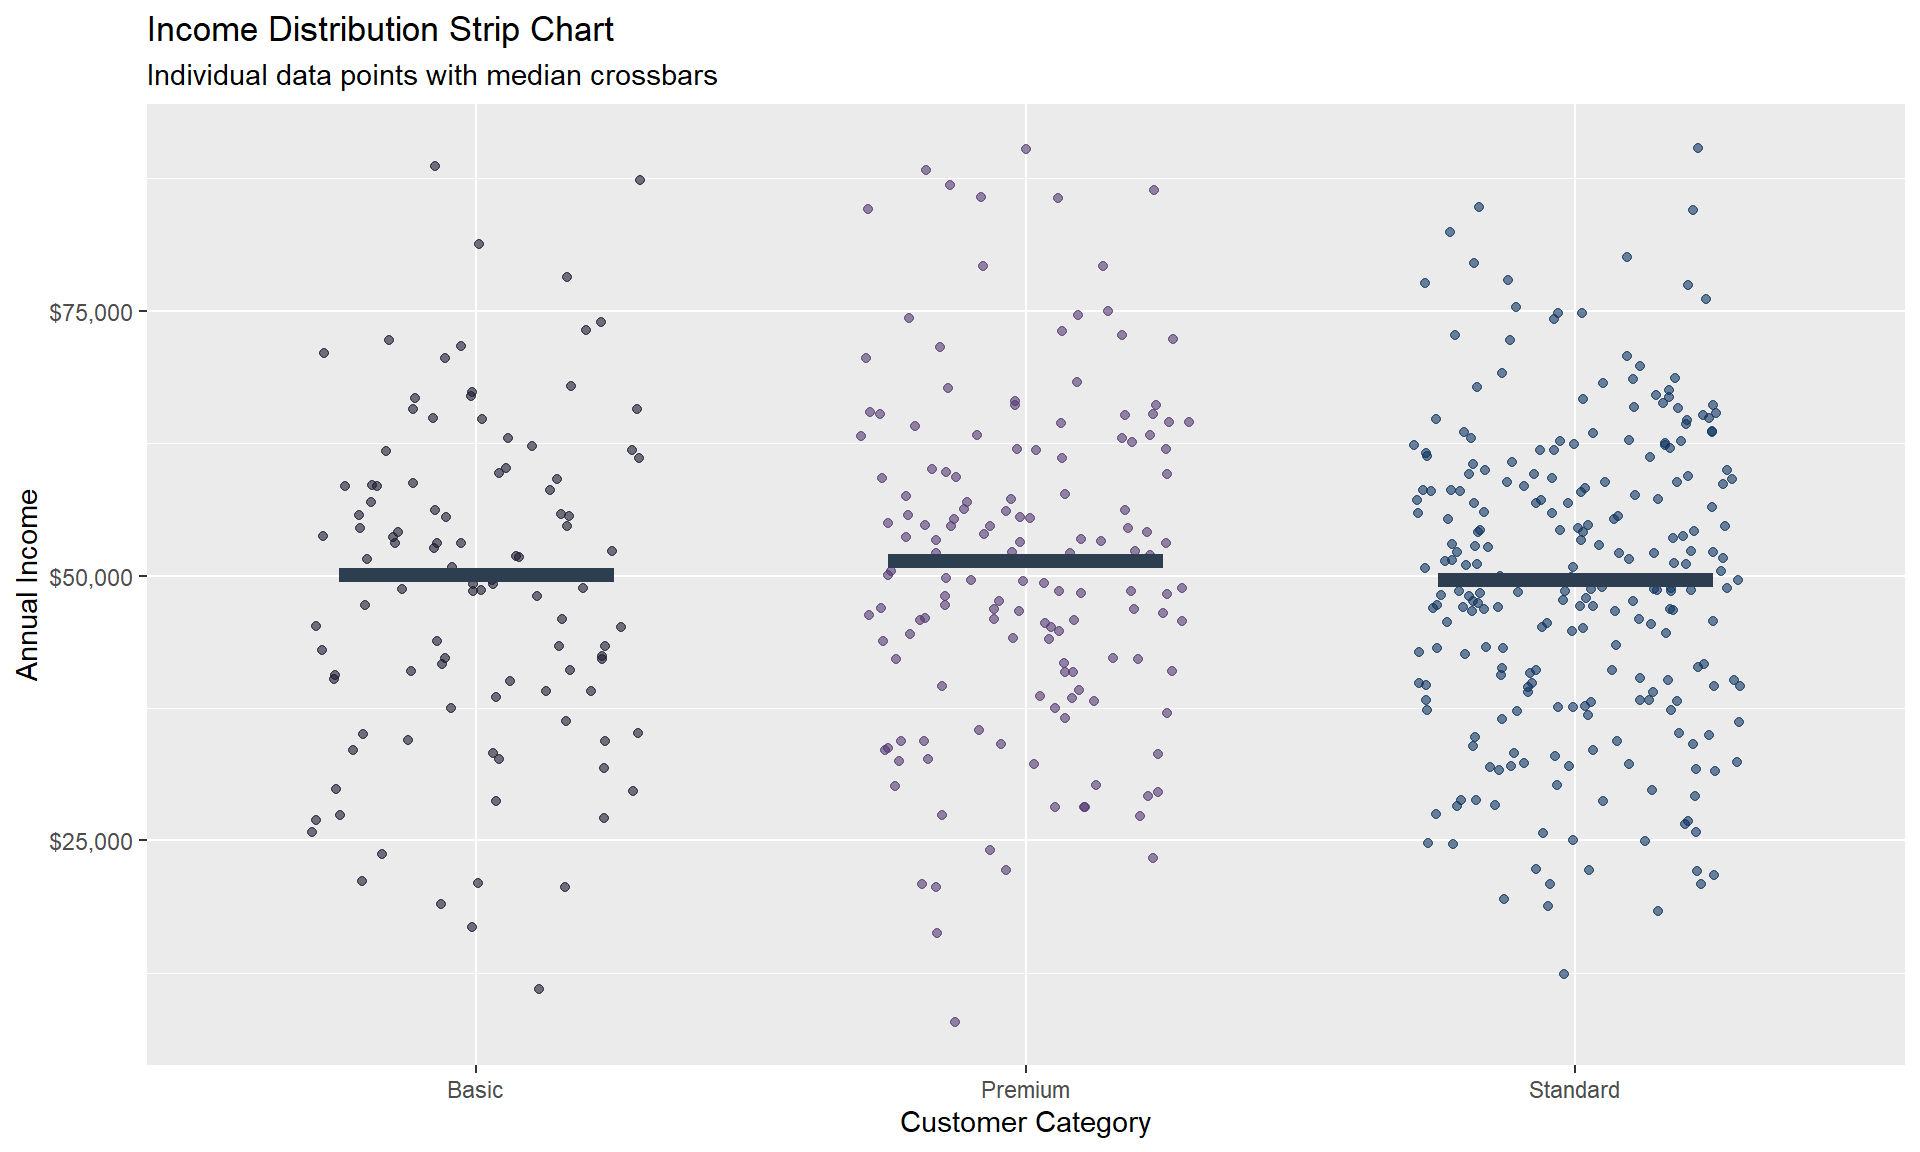 Income Distribution Strip Chart
Individual data points with median crossbars
Annual Income
$75,000
$50,000
$25,000
Basic
Premium
Standard
Customer Category